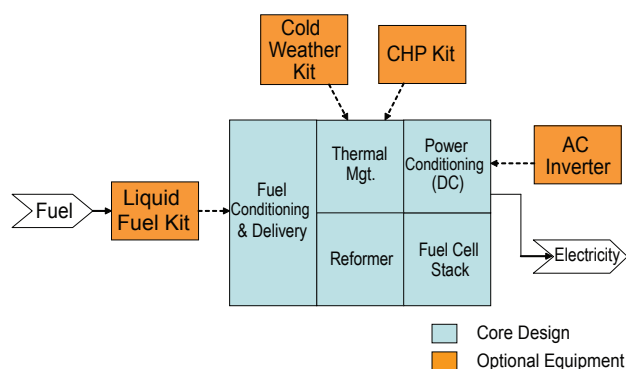 Cold
Weather
Kit
CHP Kit
Thermal
Mgt.
Power
Conditioning
(DC)
AC
Inverter
Fuel
Liquid
Fuel Kit
Fuel
Conditioning
& Delivery
Reformer
Fuel Cell
Stack
Electricity
Core Design
Optional Equipment